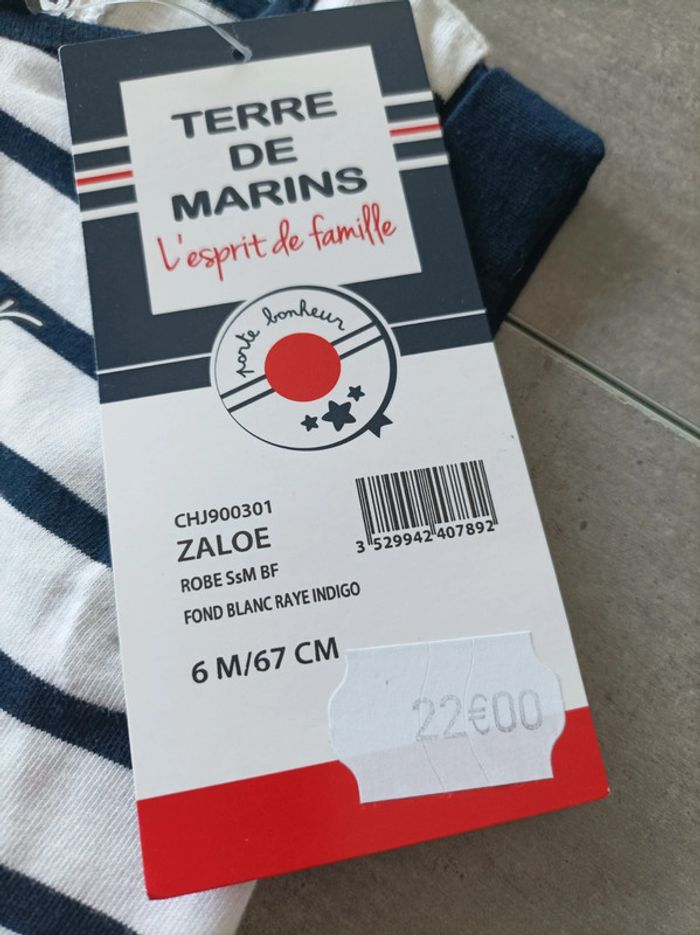 TERRE
DE
MARINS
L'esprit de famille
porte bonheur
CHJ900301
ZALOE
ROBE SsM BF
FOND BLANC RAYE INDIGO
3 529942 407892
6 M/67 CM
22€00